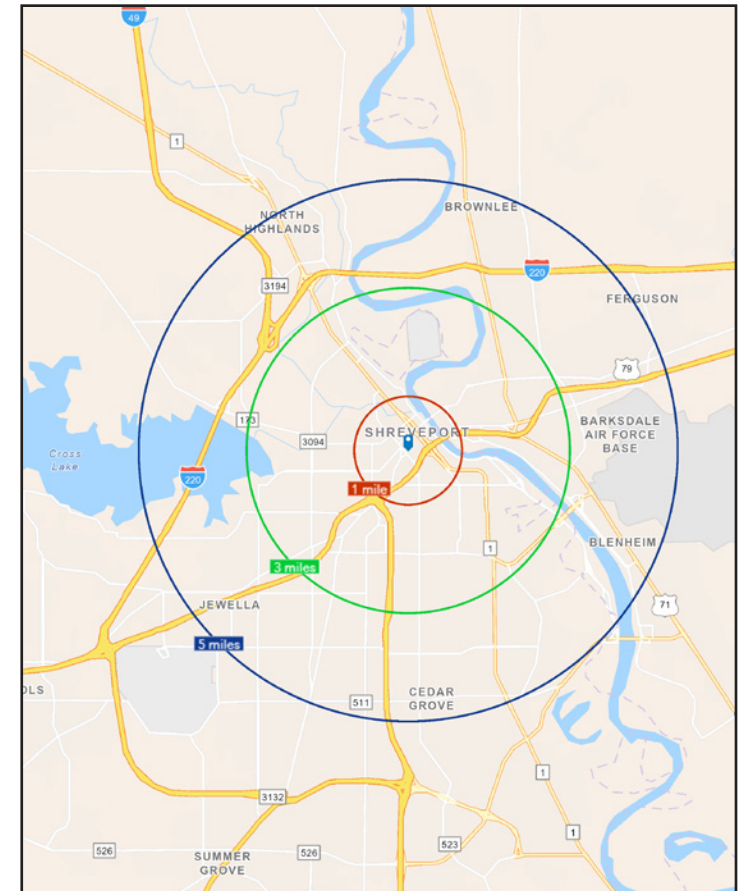 49
1
BROWNLEE
NORTH
HIGHLANDS
220
3194
FERGUSON
79
173
SHREVEPORT
3094
BARKSDALE
AIR FORCE
BASE
Cross
Lake
220
1 mile
1
BLENHEIM
3 miles
JEWELLA
71
5 miles
OLS
CEDAR
GROVE
511
1
3132
1
526
SUMMER
GROVE
526
523